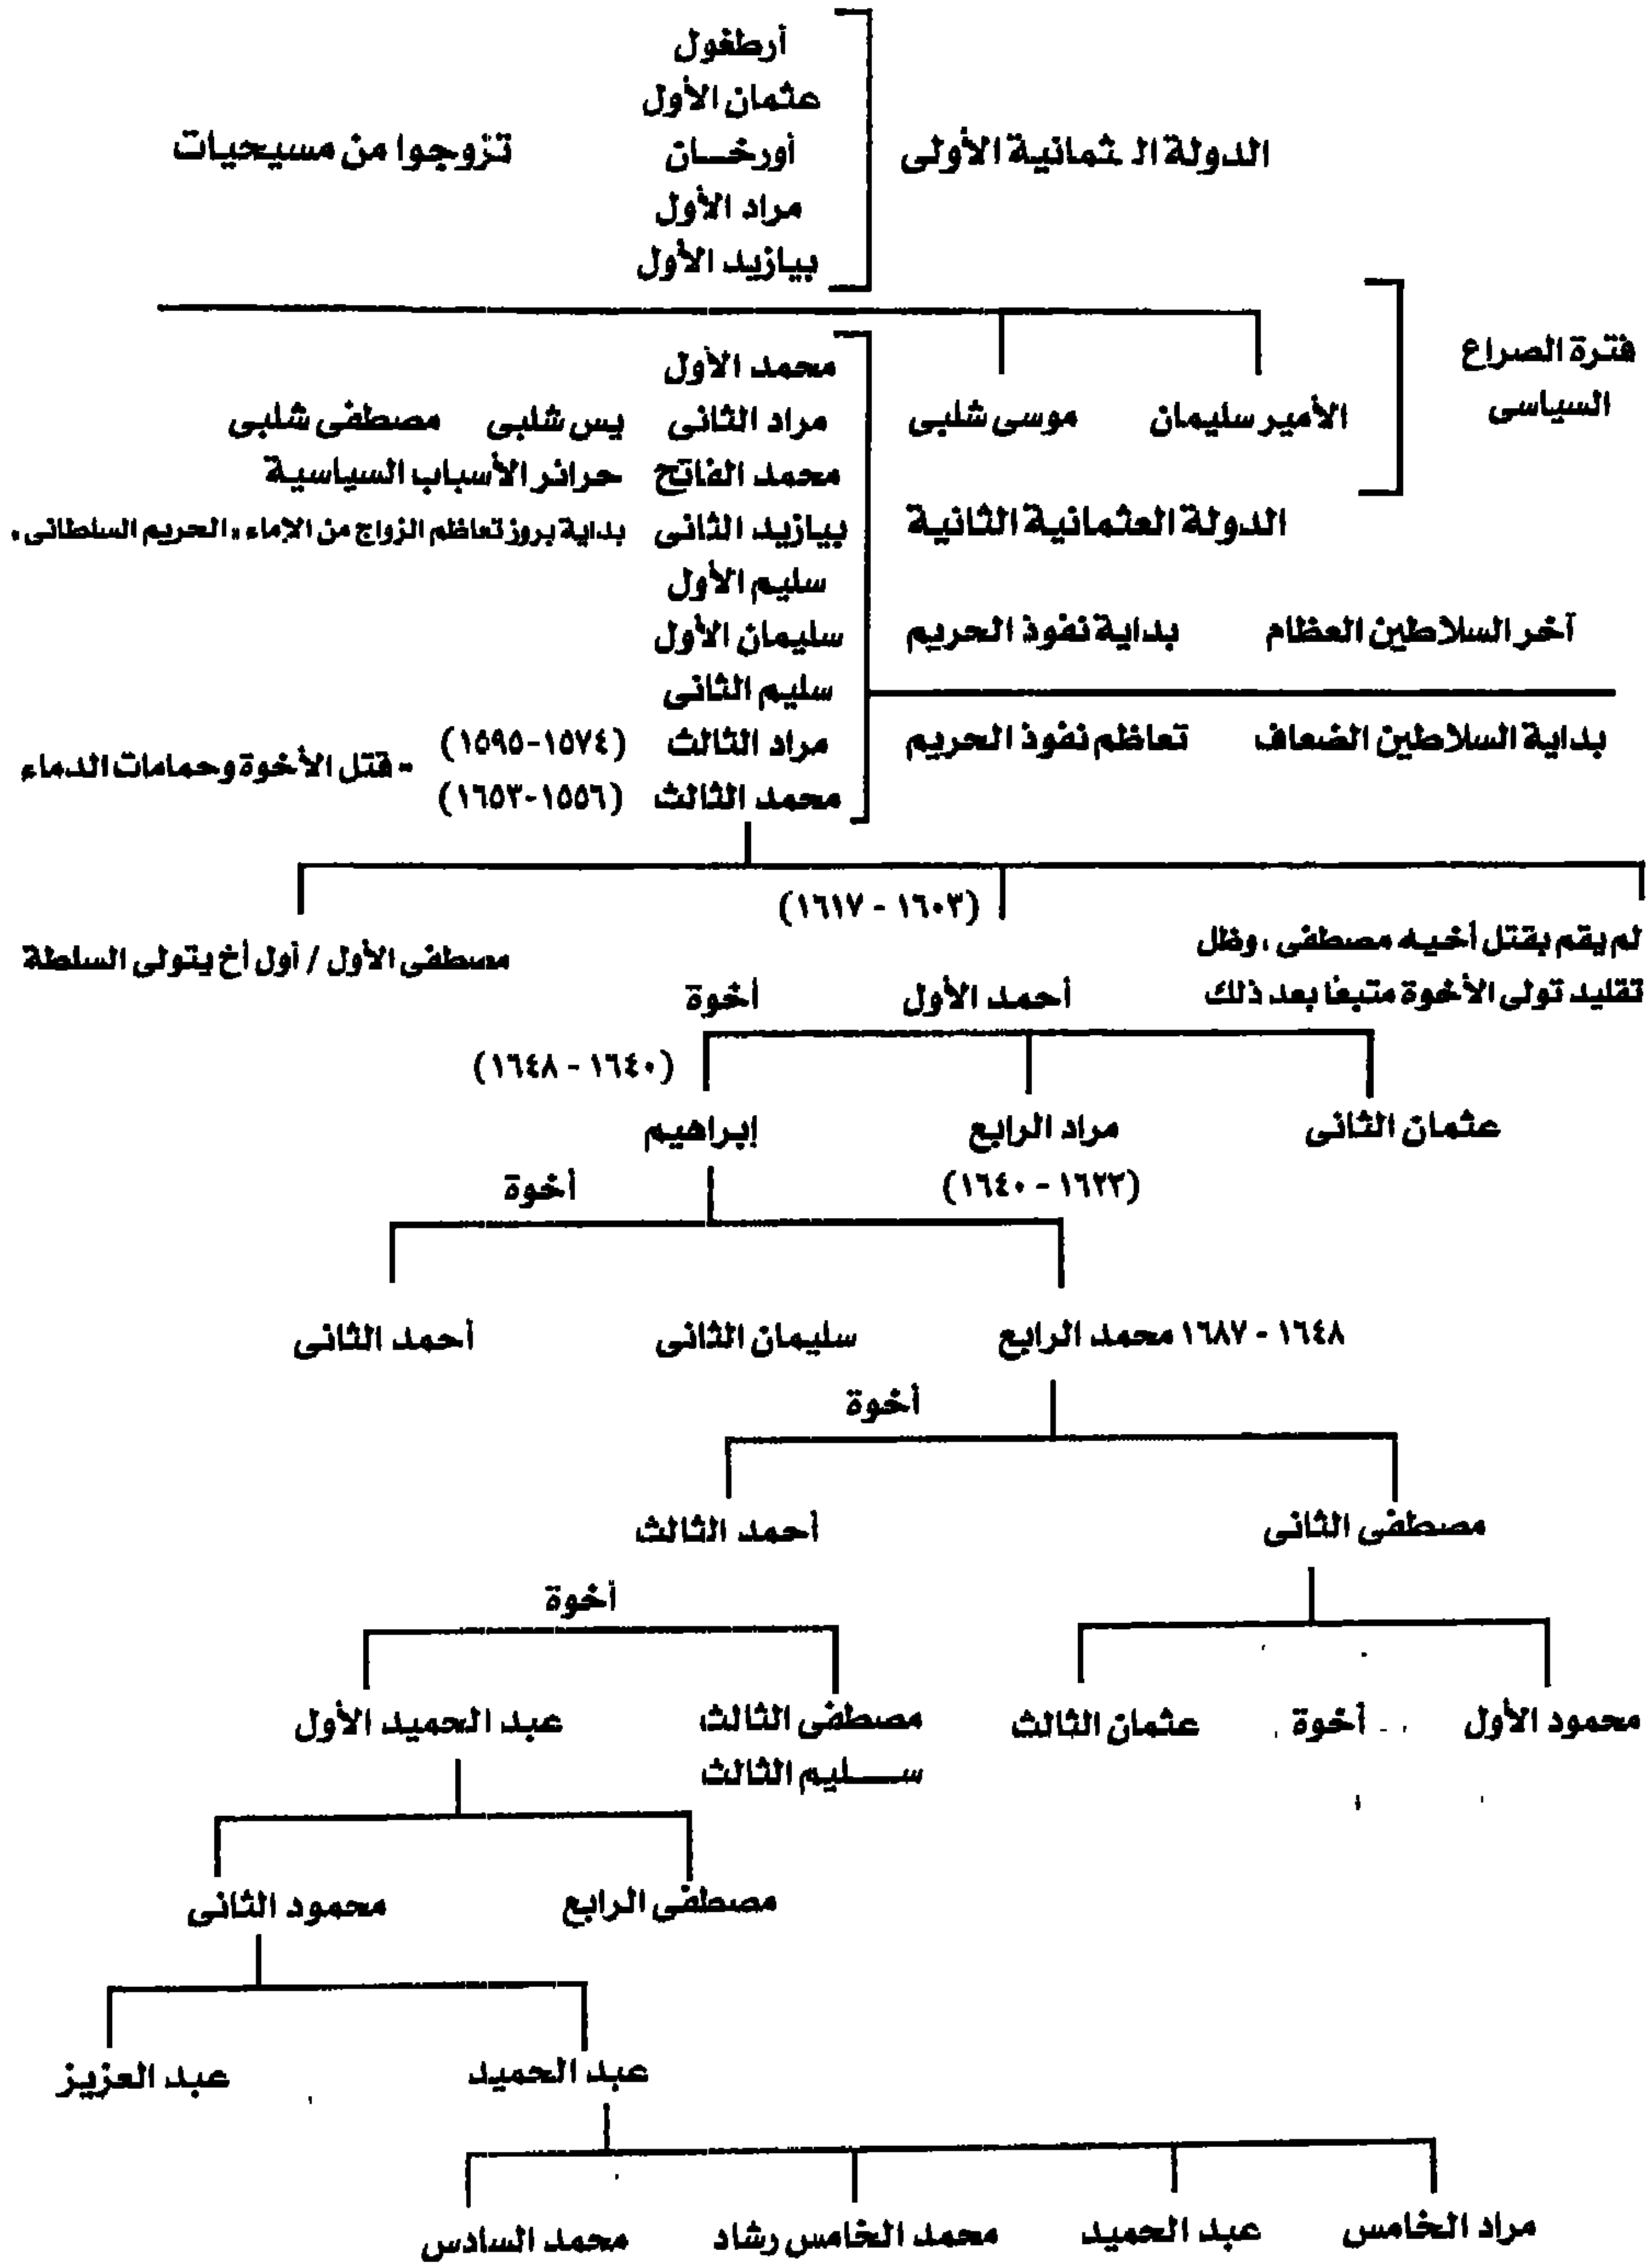 أرطغول
عثمان الأول
الدولة الـ ثمانية الأولى أورخـــان تزوجوا من مسيحيات
مراد الأول
بيازيد الأول
فترة الصراع
السياسى
محمد الأول
الأمير سليمان موسى شلبى مراد الثانى يس شلبى مصطفى شلبى
محمد الفاتح حرائر الأسباب السياسية
الدولة العثمانية الثانية بيازيد الثانى بداية بروز تعاظم الزواج من الإماء «الحريم السلطانى»
سليم الأول
آخر السلاطين العظام بداية نفوذ الحريم سليمان الأول
سليم الثانى
بداية السلاطين الضعاف تعاظم نفوذ الحريم مراد الثالث (١٥٧٤-١٥٩٥)
- قتل الأخوة وحمامات الدماء
محمد الثالث (١٥٥٦-١٦٥٣)
(١٦٠٣ - ١٦١٧)
لم يقم بقتل أخيه مصطفى ، وظل
تقليد تولى الأخوة متبعًا بعد ذلك
مصطفى الأول / أول أخ يتولى السلطة
أحمد الأول أخوة
(١٦٤٠ - ١٦٤٨)
عثمان الثانى مراد الرابع إبراهيم
(١٦٢٣ - ١٦٤٠) أخوة
١٦٤٨ - ١٦٨٧ محمد الرابع سليمان الثانى أحمد الثانى
أخوة
مصطفى الثانى أحمد الثالث
أخوة
محمود الأول أخوة عثمان الثالث مصطفى الثالث عبد الحميد الأول
ســـليم الثالث
مصطفى الرابع محمود الثانى
عبد الحميد عبد العزيز
مراد الخامس عبد الحميد محمد الخامس رشاد محمد السادس